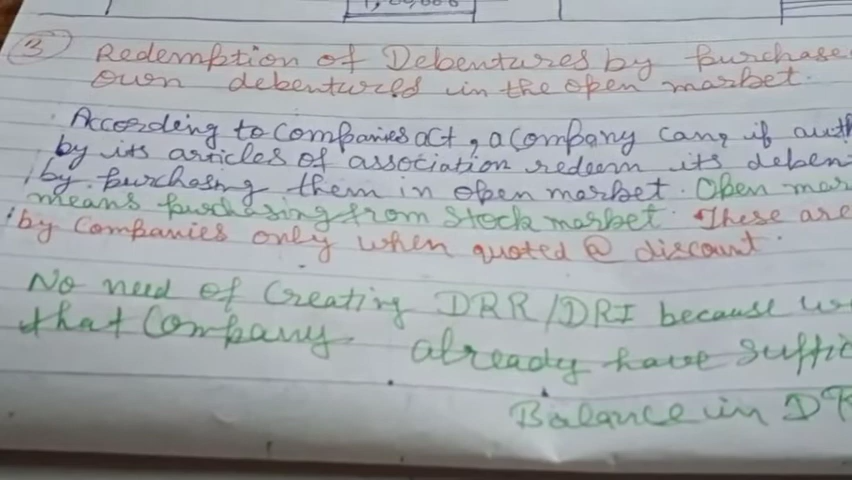 ③ Redemption of Debentures by purchase
own debentured in the open market.
According to companies act, a company can, if auth
by its articles of association redeem its deben
by purchasing them in open market. Open mar
means purchasing from stock market. These are
by companies only when quoted @ discount.
No need of creating DRR/DRI because
that company already have suffic
Balance in D